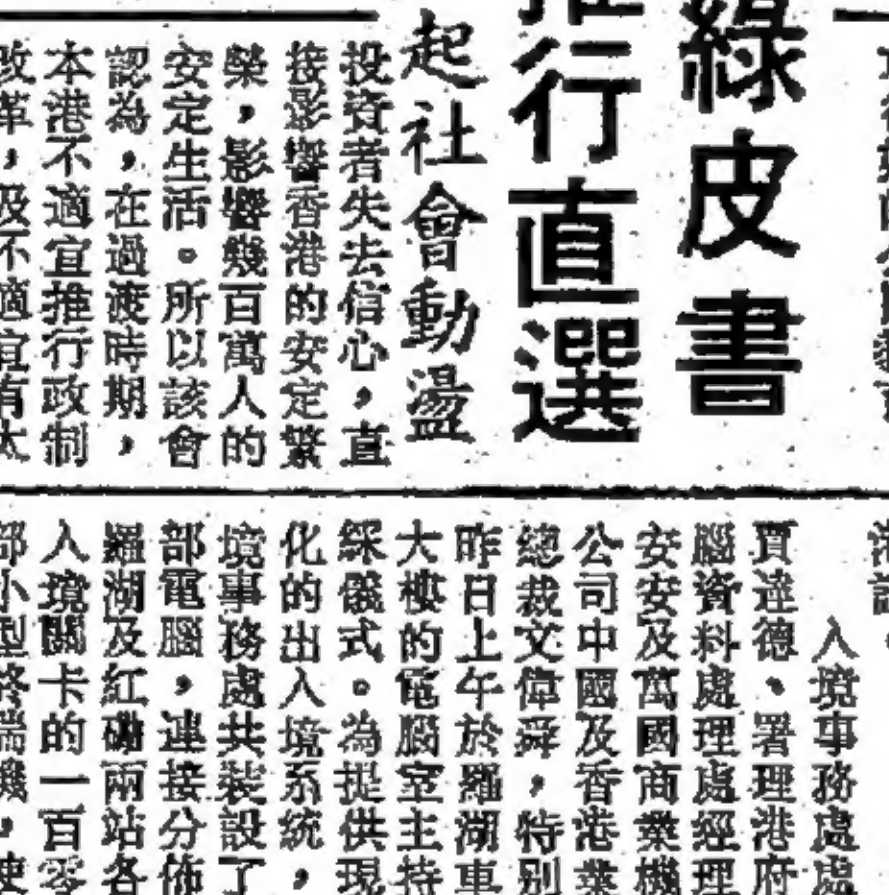 綠皮書
推行直選
起社會動盪
投資者失去信心，直
接影響香港的安定繁
榮，影響幾百萬人的
安定生活。所以該會
認為，在過渡時期，
本港不適宜推行政制
改革，及不適宜有太
入境事務處處
賈達德、署理港府
腦資料處理處經理
安安及萬國商業機
公司中國及香港業
總裁文偉舜，特別
昨日上午於羅湖車
大樓的電腦室主持
綵儀式。為提供現
化的出入境系統，
境事務處共裝設了
部電腦，連接分佈
羅湖及紅磡兩站各
入境關卡的一百零
部小型終端機，使